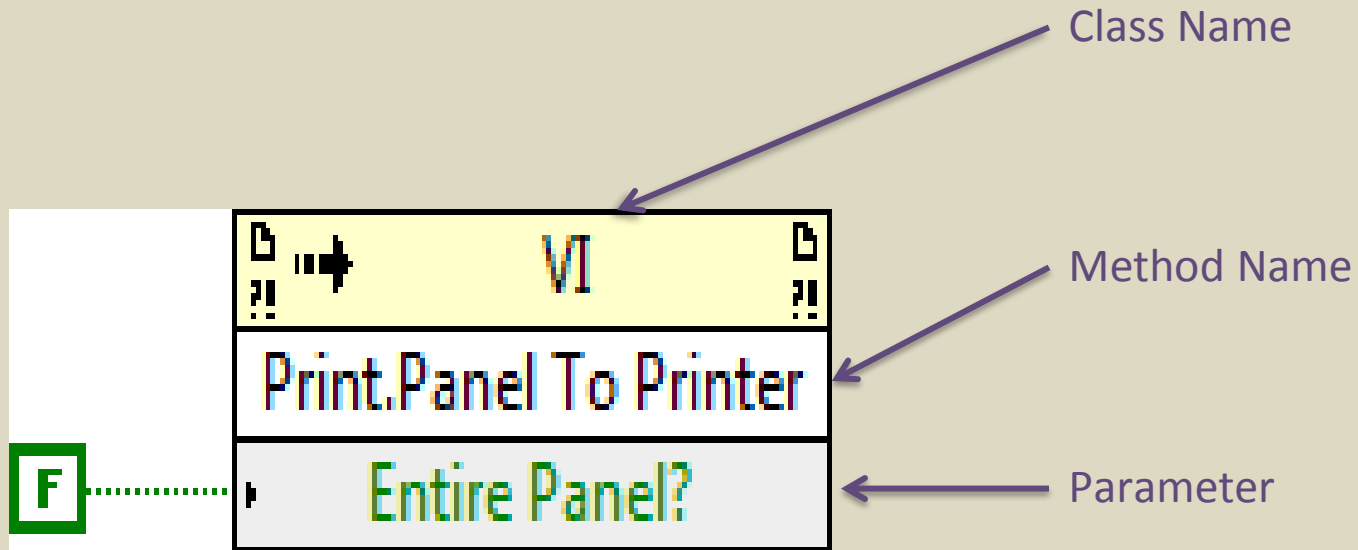 Class Name
VI
?!
?!
Method Name
Print.Panel To Printer
F
Entire Panel?
Parameter